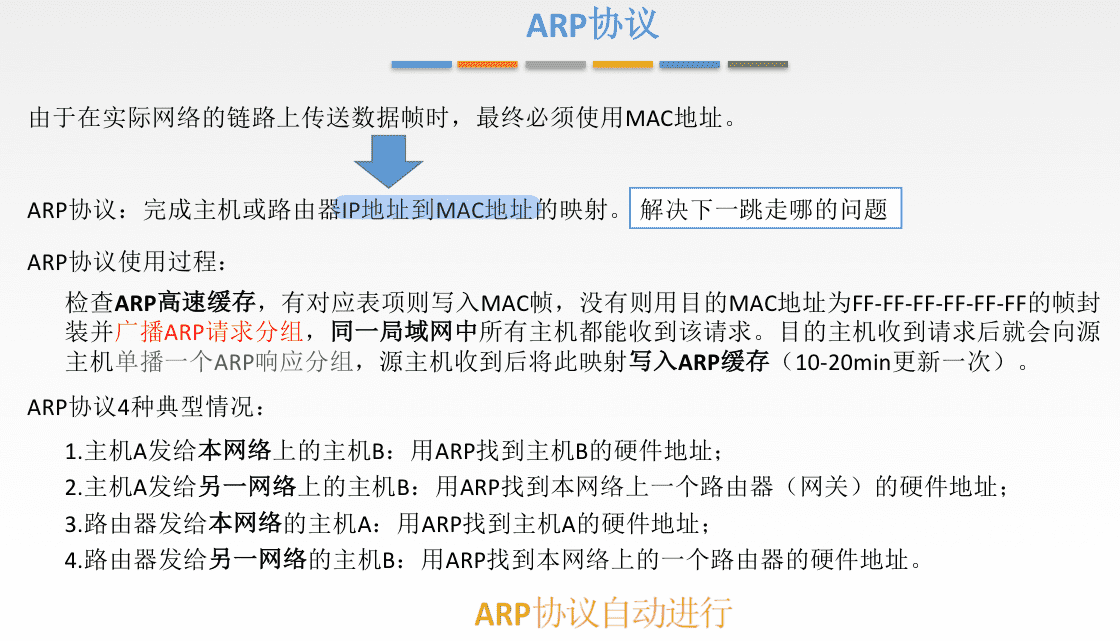 ARP协议
由于在实际网络的链路上传送数据帧时，最终必须使用MAC地址。
ARP协议：完成主机或路由器IP地址到MAC地址的映射。 解决下一跳走哪的问题
ARP协议使用过程：
检查ARP高速缓存，有对应表项则写入MAC帧，没有则用目的MAC地址为FF-FF-FF-FF-FF-FF的帧封
装并广播ARP请求分组，同一局域网中所有主机都能收到该请求。目的主机收到请求后就会向源
主机单播一个ARP响应分组，源主机收到后将此映射写入ARP缓存（10-20min更新一次）。
ARP协议4种典型情况：
1.主机A发给本网络上的主机B：用ARP找到主机B的硬件地址；
2.主机A发给另一网络上的主机B：用ARP找到本网络上一个路由器（网关）的硬件地址；
3.路由器发给本网络的主机A：用ARP找到主机A的硬件地址；
4.路由器发给另一网络的主机B：用ARP找到本网络上的一个路由器的硬件地址。
ARP协议自动进行